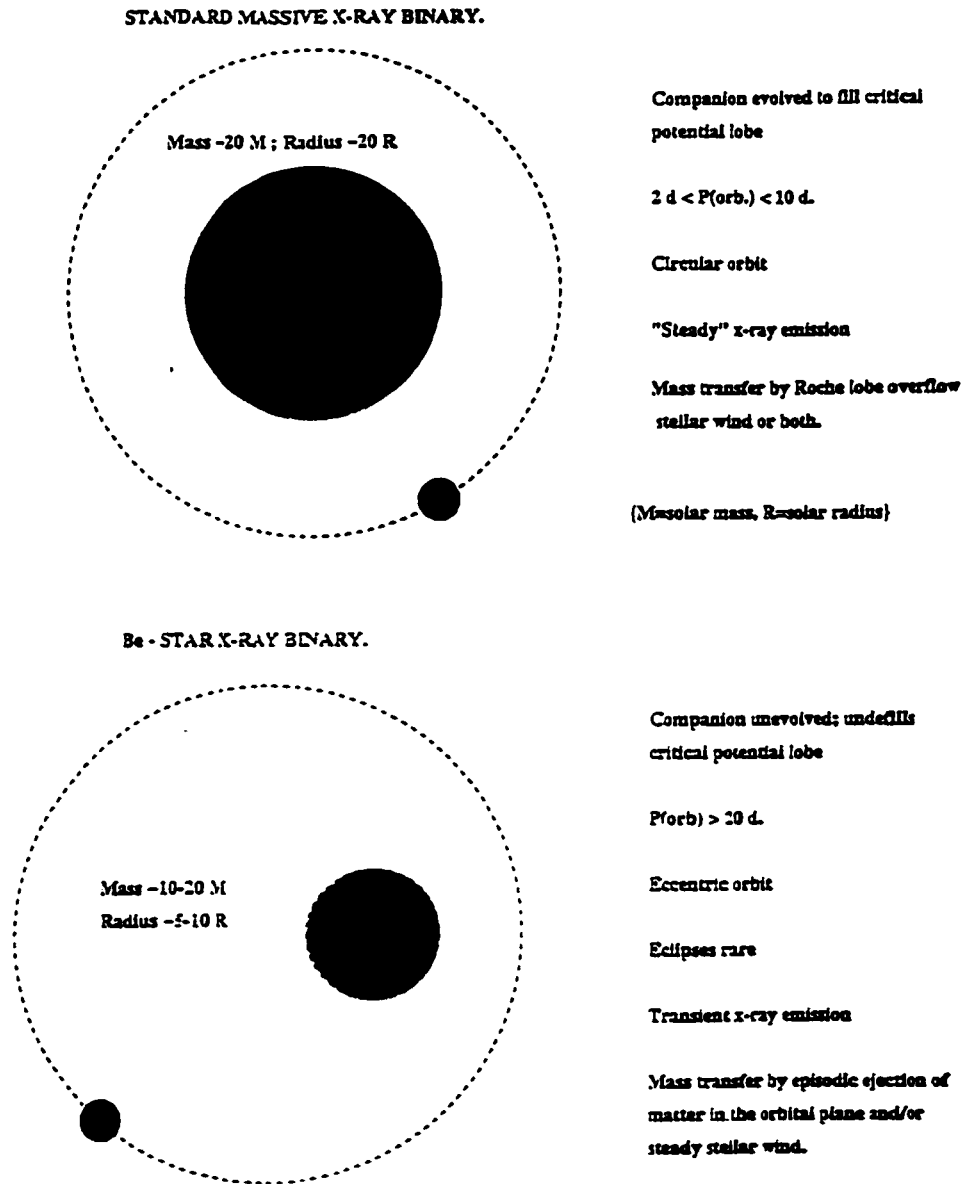 STANDARD MASSIVE X-RAY BINARY.
Mass ~20 M ; Radius ~20 R
Companion evolved to fill critical
potential lobe
2 d < P(orb.) < 10 d.
Circular orbit
"Steady" x-ray emission
Mass transfer by Roche lobe overflow
stellar wind or both.
{M=solar mass, R=solar radius}
Be - STAR X-RAY BINARY.
Mass ~10-20 M
Radius ~5-10 R
Companion unevolved; undefills
critical potential lobe
P(orb) > 20 d.
Eccentric orbit
Eclipses rare
Transient x-ray emission
Mass transfer by episodic ejection of
matter in the orbital plane and/or
steady stellar wind.